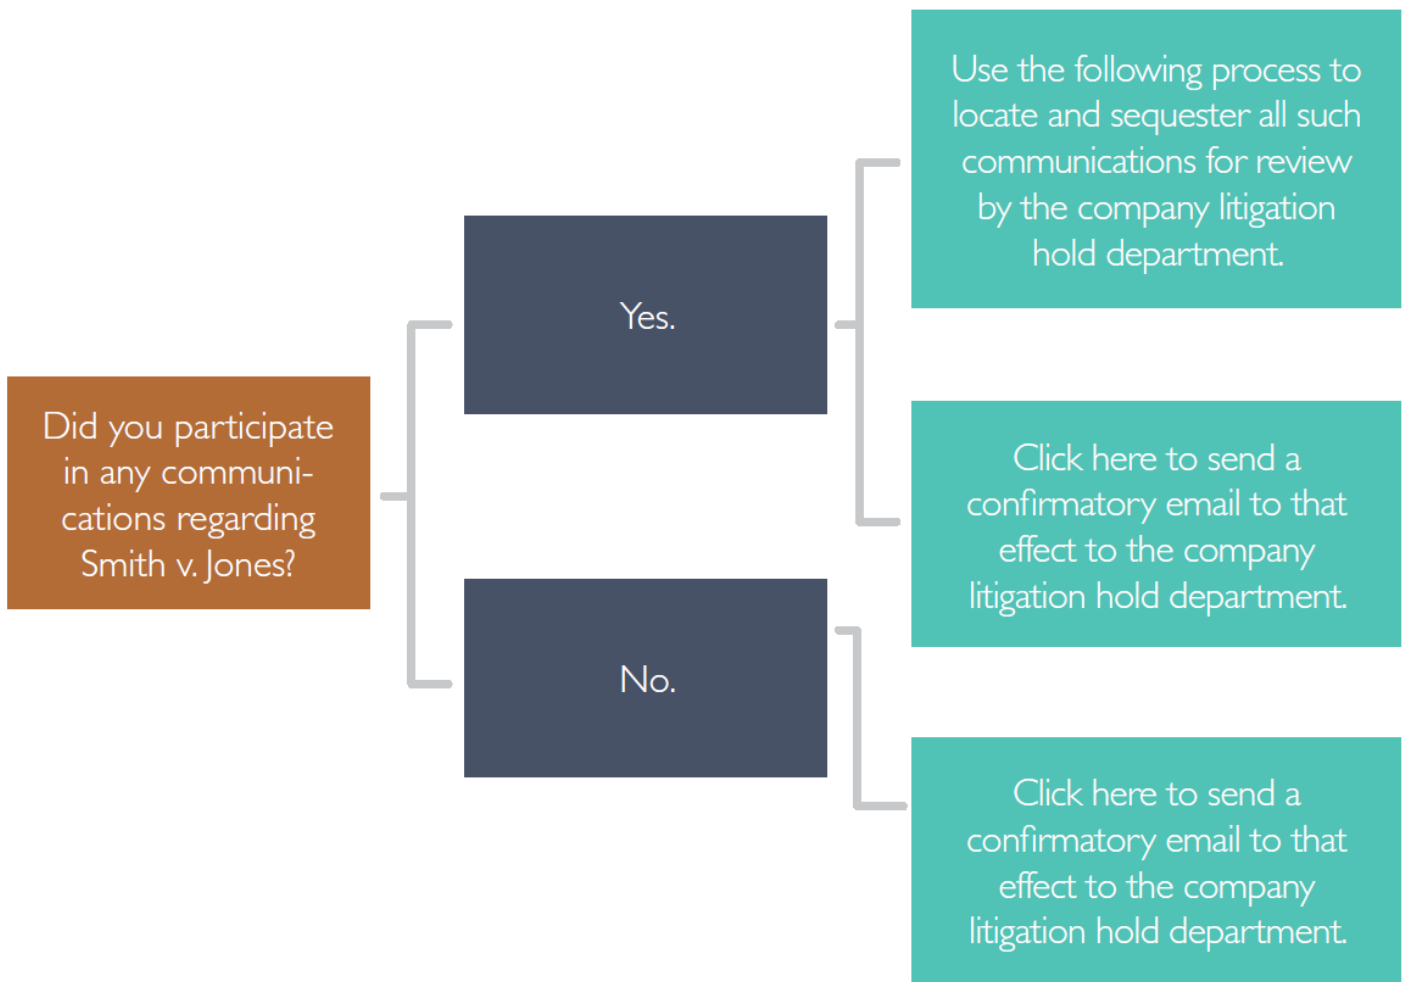 Did you participate
in any communi-
cations regarding
Smith v. Jones?
Yes.
Use the following process to
locate and sequester all such
communications for review
by the company litigation
hold department.
Click here to send a
confirmatory email to that
effect to the company
litigation hold department.
No.
Click here to send a
confirmatory email to that
effect to the company
litigation hold department.